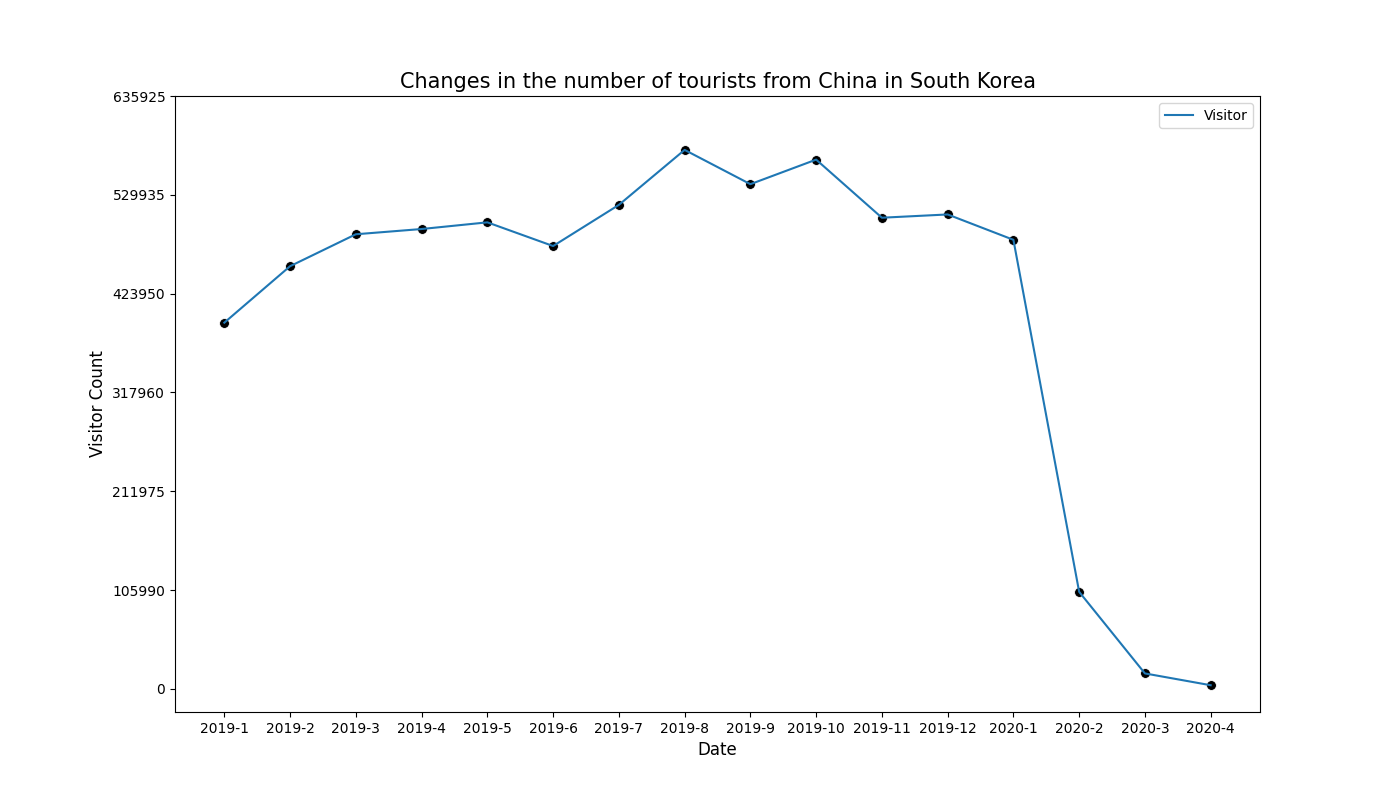 Changes in the number of tourists from China in South Korea
Visitor
635925
529935
423950
317960
211975
105990
0
Visitor Count
2019-1 2019-2 2019-3 2019-4 2019-5 2019-6 2019-7 2019-8 2019-9 2019-10 2019-11 2019-12 2020-1 2020-2 2020-3 2020-4
Date